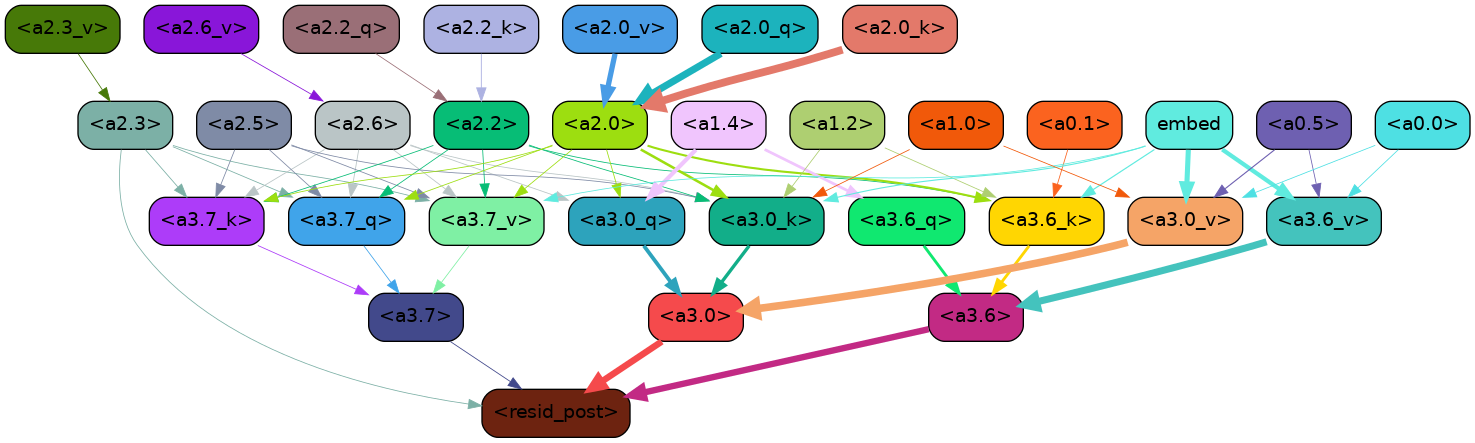 <a2.3_v> <a2.6_v> <a2.2_q> <a2.2_k> <a2.0_v> <a2.0_q> <a2.0_k>
<a2.3> <a2.5> <a2.6> <a2.2> <a2.0> <a1.4> <a1.2> <a1.0> <a0.1> embed <a0.5> <a0.0>
<a3.7_k> <a3.7_q> <a3.7_v> <a3.0_q> <a3.0_k> <a3.6_q> <a3.6_k> <a3.0_v> <a3.6_v>
<a3.7> <a3.0> <a3.6>
<resid_post>